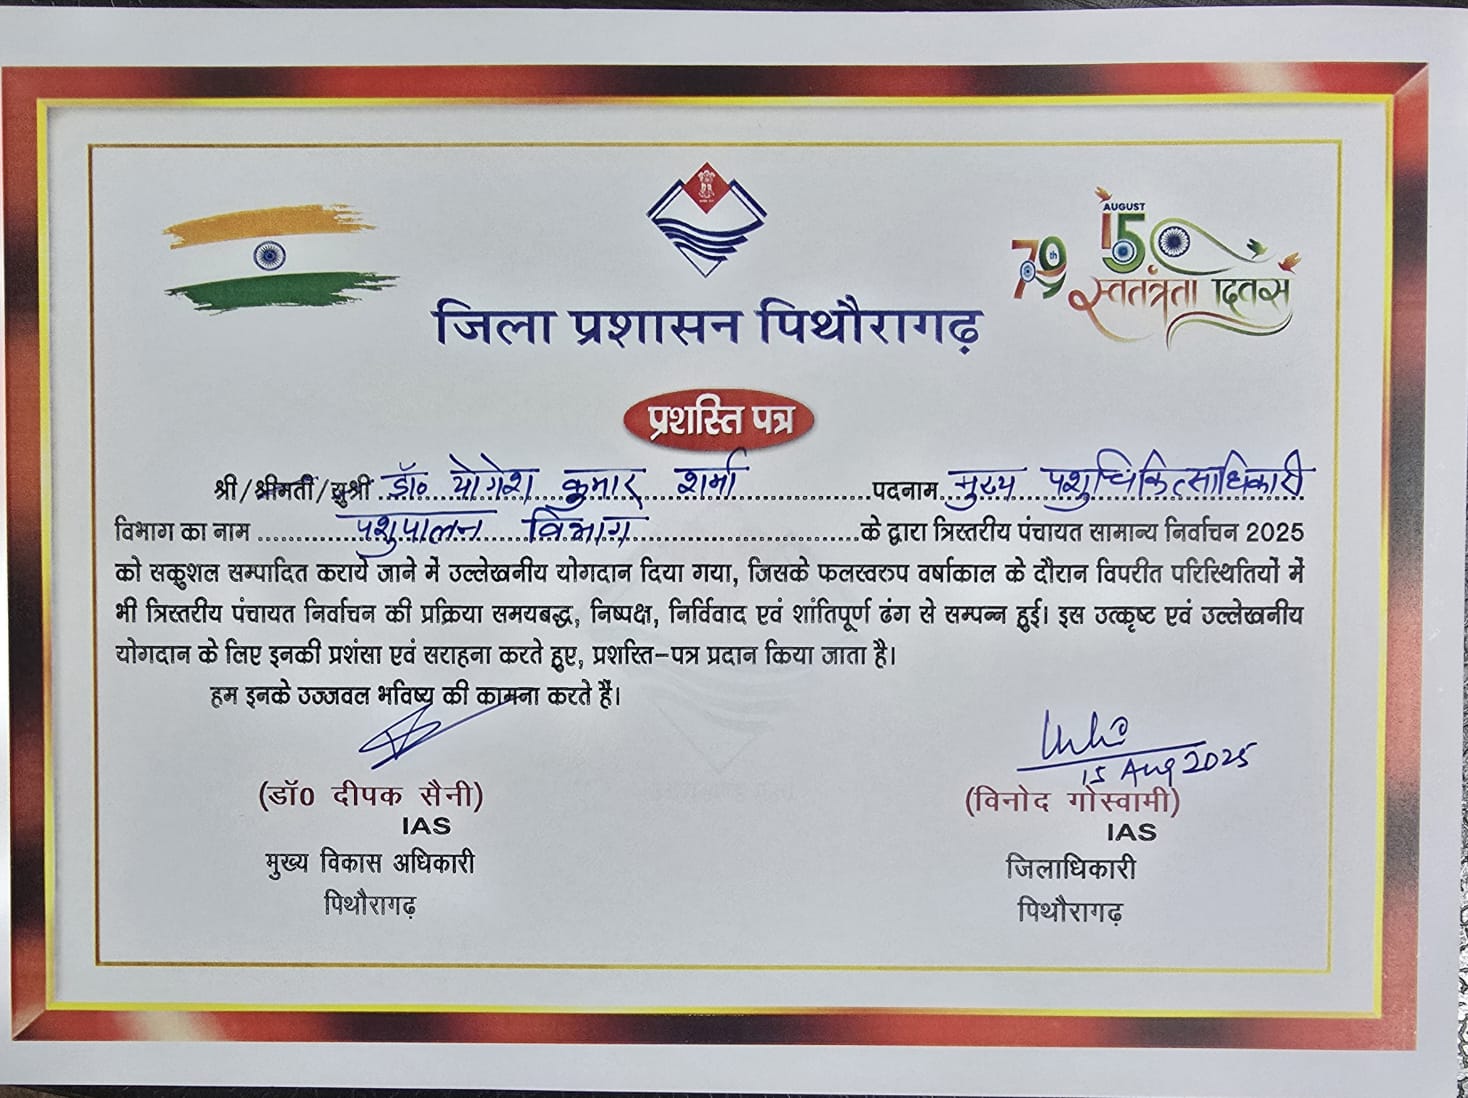 AUGUST
15
79th
स्वतंत्रता दिवस
जिला प्रशासन पिथौरागढ़
प्रशस्ति पत्र
श्री/श्रीमती/सुश्री डॉ० योगेश कुमार शर्मा पदनाम मुख्य पशुचिकित्साधिकारी
विभाग का नाम पशुपालन विभाग के द्वारा त्रिस्तरीय पंचायत सामान्य निर्वाचन 2025
को सकुशल सम्पादित कराये जाने में उल्लेखनीय योगदान दिया गया, जिसके फलस्वरुप वर्षाकाल के दौरान विपरीत परिस्थितियों में
भी त्रिस्तरीय पंचायत निर्वाचन की प्रक्रिया समयबद्ध, निष्पक्ष, निर्विवाद एवं शांतिपूर्ण ढंग से सम्पन्न हुई। इस उत्कृष्ट एवं उल्लेखनीय
योगदान के लिए इनकी प्रशंसा एवं सराहना करते हुए, प्रशस्ति-पत्र प्रदान किया जाता है।
हम इनके उज्जवल भविष्य की कामना करते हैं।
15 Aug 2025
(डॉ0 दीपक सैनी) (विनोद गोस्वामी)
IAS IAS
मुख्य विकास अधिकारी जिलाधिकारी
पिथौरागढ़ पिथौरागढ़